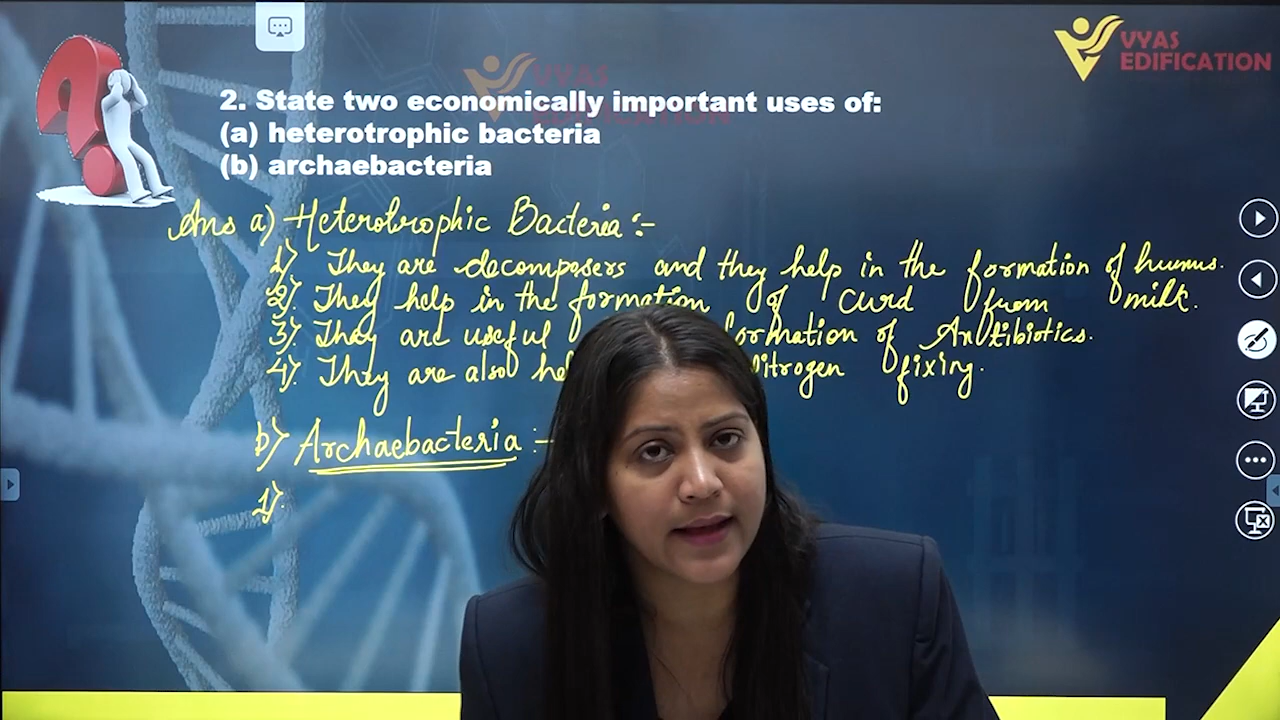 VYAS
EDIFICATION
VYAS
EDIFICATION
2. State two economically important uses of:
(a) heterotrophic bacteria
(b) archaebacteria
Ans a) Heterotrophic Bacteria :-
1) They are decomposers and they help in the formation of humus.
2) They help in the formation of curd from milk.
3) They are useful formation of Antibiotics.
4) They are also fixing.
b) Archaebacteria :-
1)